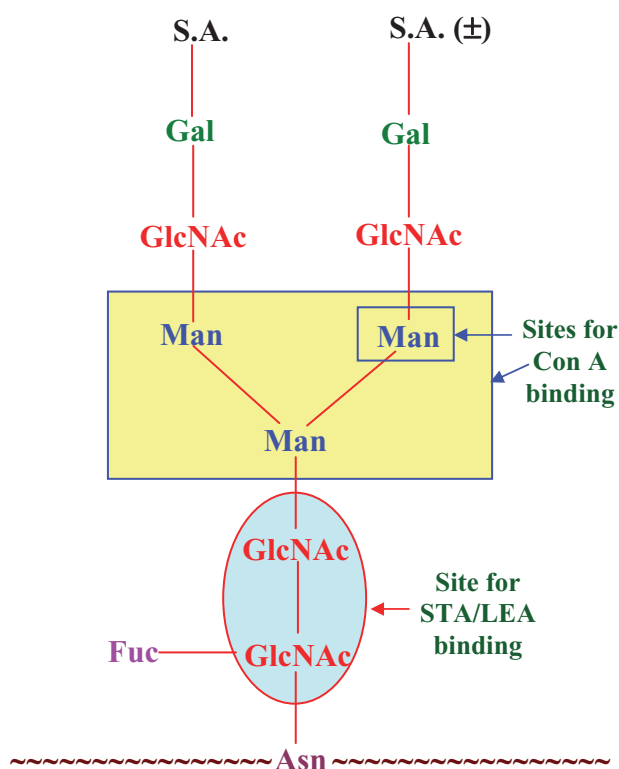 S.A. S.A. (±)
Gal Gal
GlcNAc GlcNAc
Man Man
Sites for
Con A
binding
Man
GlcNAc
Site for
STA/LEA
binding
Fuc GlcNAc
~~~~~~~~~~~~~~~~ Asn ~~~~~~~~~~~~~~~~~